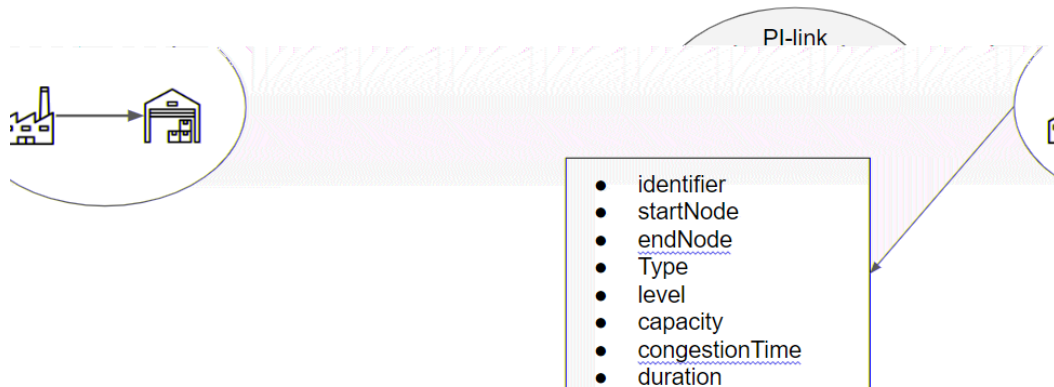 PI-link
identifier
startNode
endNode
Type
level
capacity
congestionTime
duration